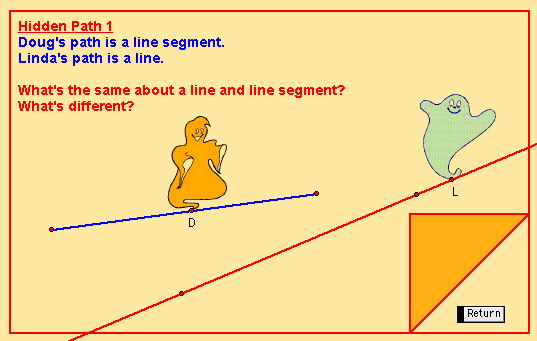 Hidden Path 1
Doug's path is a line segment.
Linda's path is a line.
What's the same about a line and line segment?
What's different?
L
D
Return